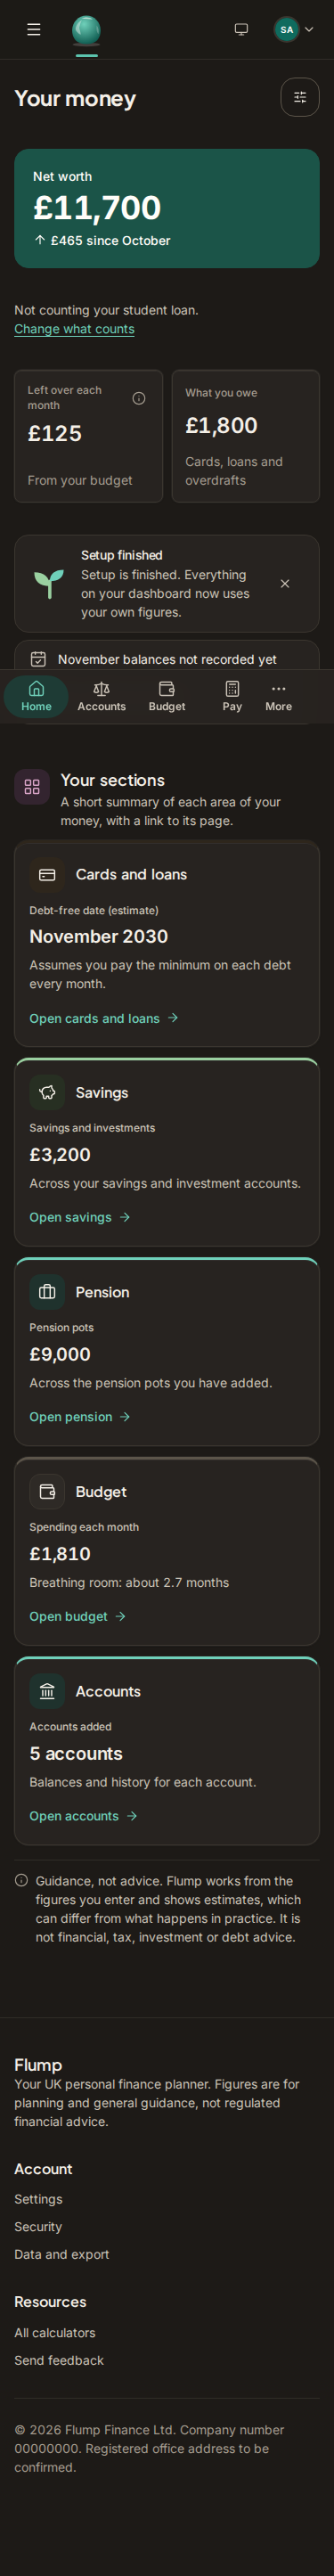 SA
Your money
Net worth
£11,700
↑ £465 since October
Not counting your student loan.
Change what counts
Left over each
month
£125
From your budget
What you owe
£1,800
Cards, loans and
overdrafts
Setup finished
Setup is finished. Everything
on your dashboard now uses
your own figures.
November balances not recorded yet
Home
Accounts
Budget
Pay
More
Your sections
A short summary of each area of your
money, with a link to its page.
Cards and loans
Debt-free date (estimate)
November 2030
Assumes you pay the minimum on each debt
every month.
Open cards and loans →
Savings
Savings and investments
£3,200
Across your savings and investment accounts.
Open savings →
Pension
Pension pots
£9,000
Across the pension pots you have added.
Open pension →
Budget
Spending each month
£1,810
Breathing room: about 2.7 months
Open budget →
Accounts
Accounts added
5 accounts
Balances and history for each account.
Open accounts →
Guidance, not advice. Flump works from the
figures you enter and shows estimates, which
can differ from what happens in practice. It is
not financial, tax, investment or debt advice.
Flump
Your UK personal finance planner. Figures are for
planning and general guidance, not regulated
financial advice.
Account
Settings
Security
Data and export
Resources
All calculators
Send feedback
© 2026 Flump Finance Ltd. Company number
00000000. Registered office address to be
confirmed.